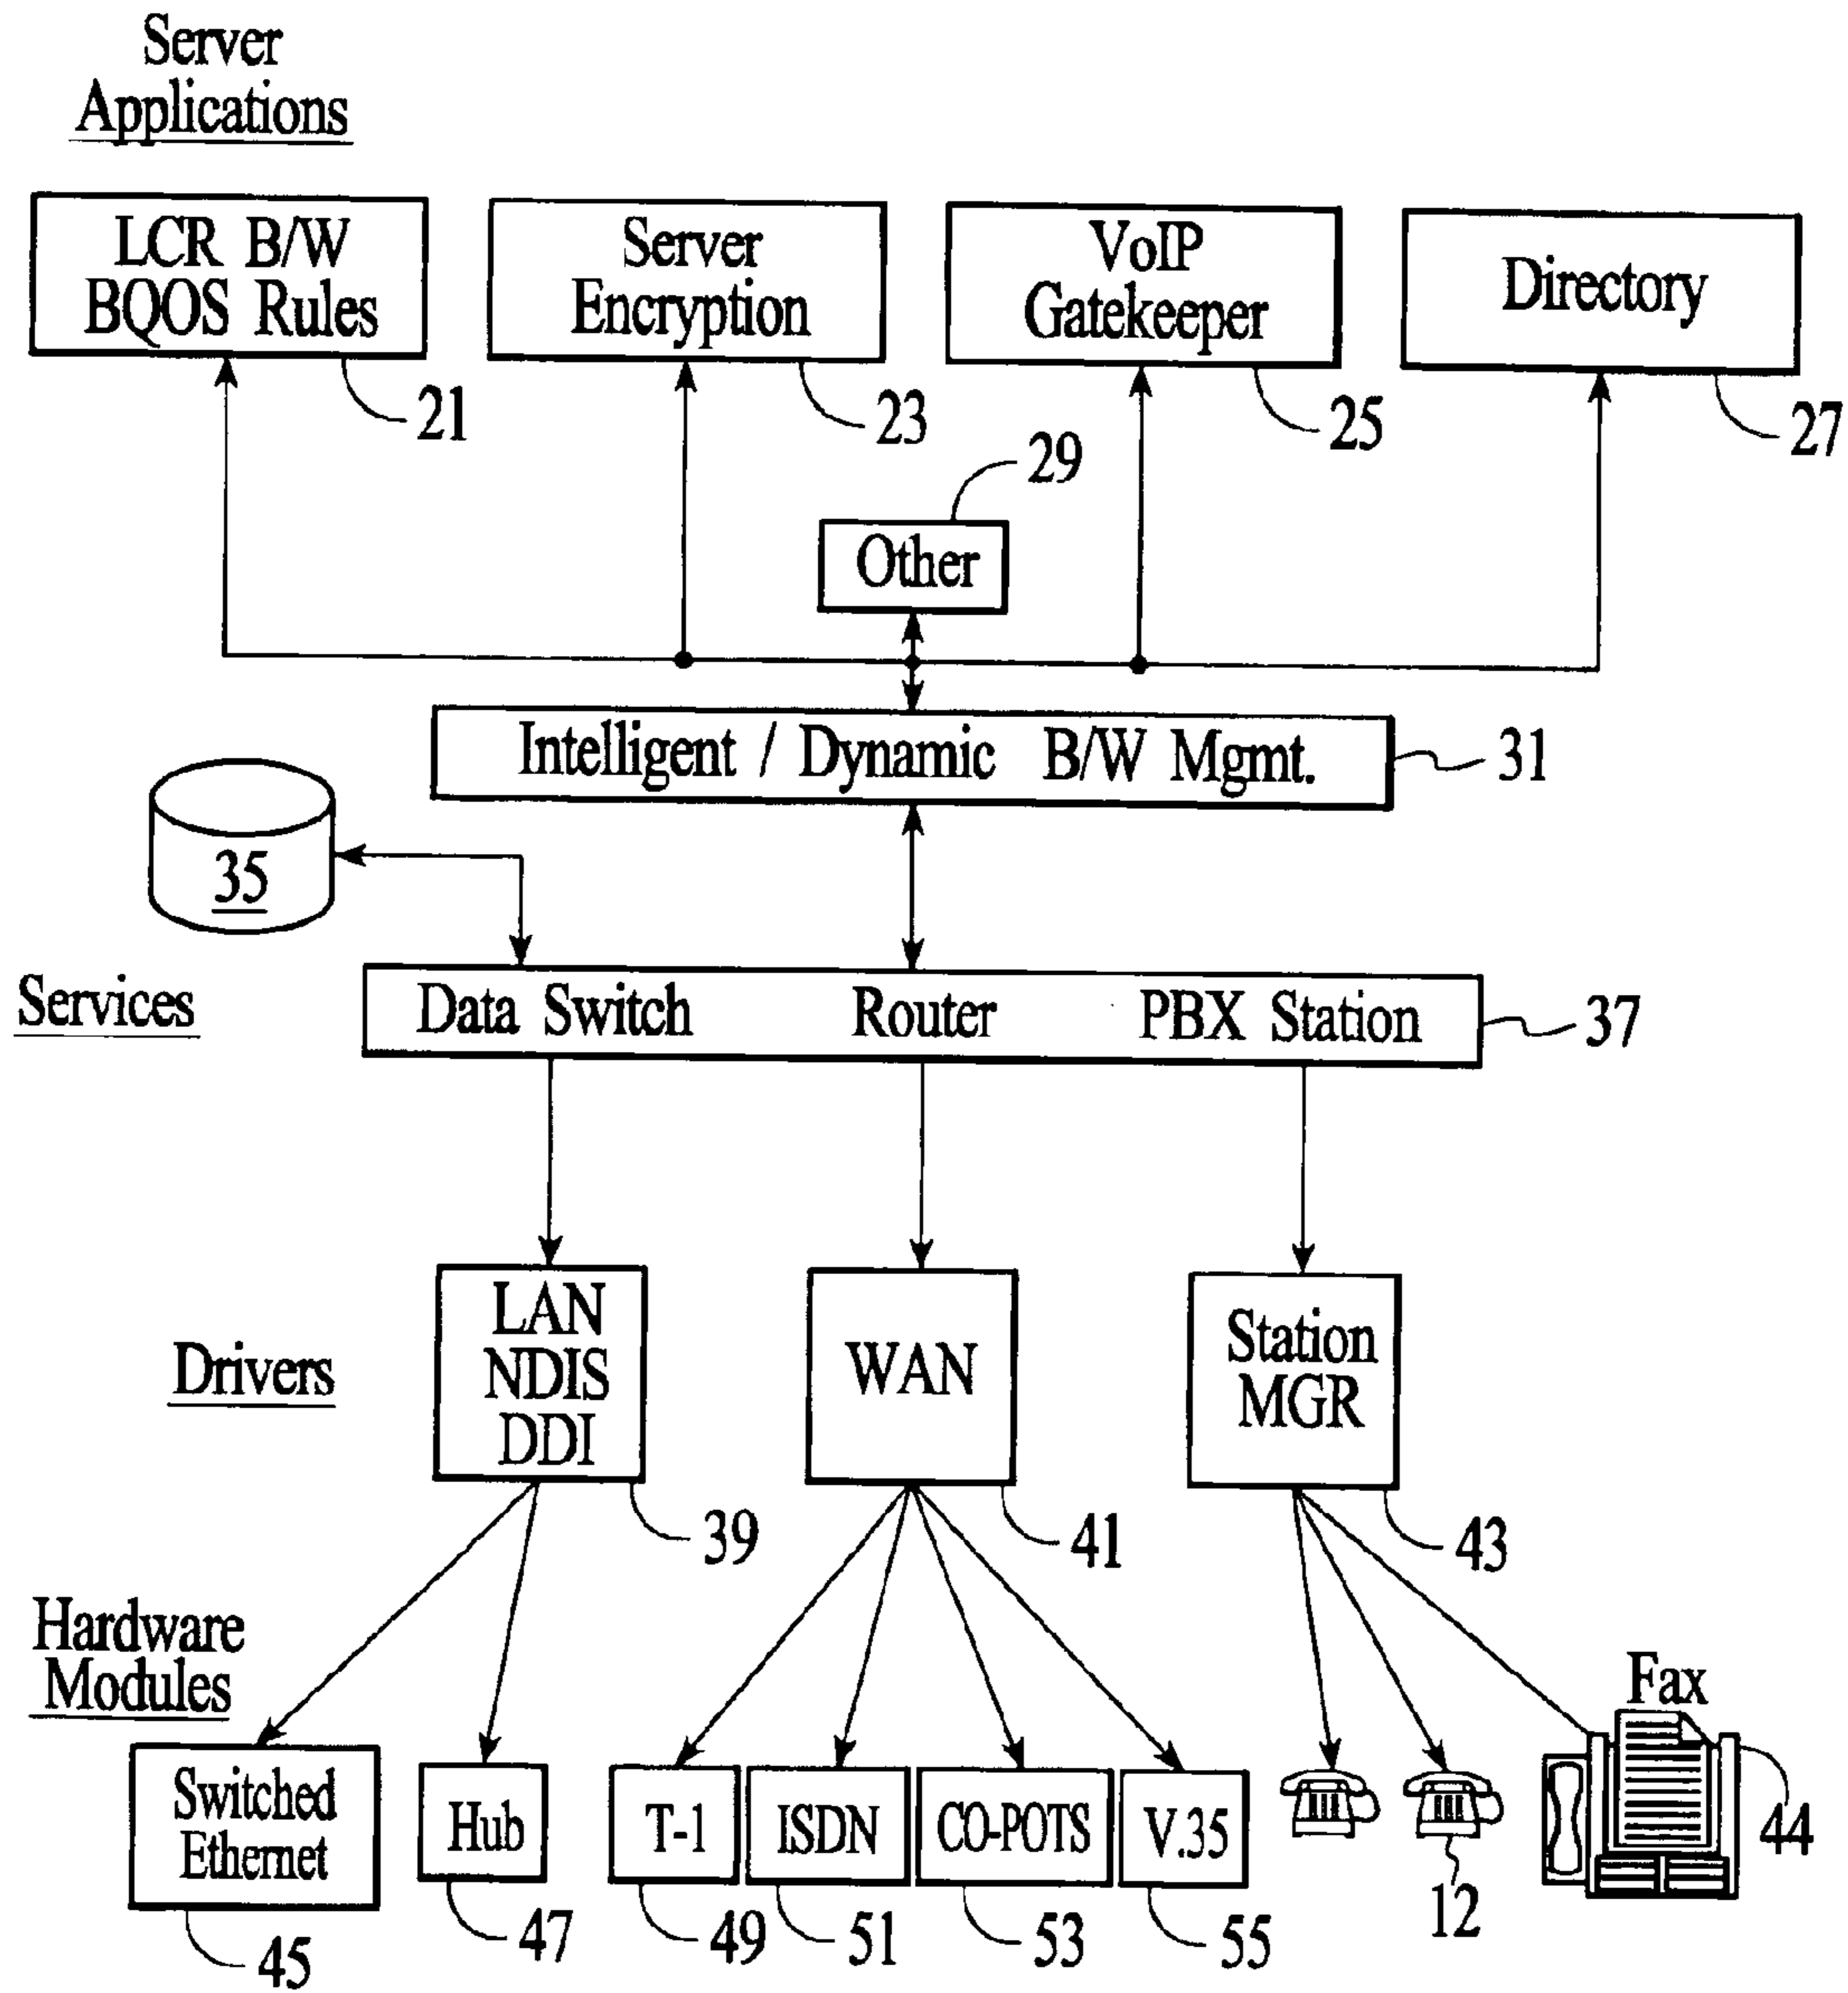 Server
Applications
LCR B/W
BQOS Rules
Server
Encryption
VoIP
Gatekeeper
Directory
21
23
25
27
29
Other
Intelligent / Dynamic B/W Mgmt.
31
35
Services
Data Switch Router PBX Station
37
Drivers
LAN
NDIS
DDI
WAN
Station
MGR
39
41
43
Hardware
Modules
Fax
Switched
Ethernet
Hub
T-1
ISDN
CO-POTS
V.35
44
45
47
49
51
53
55
12